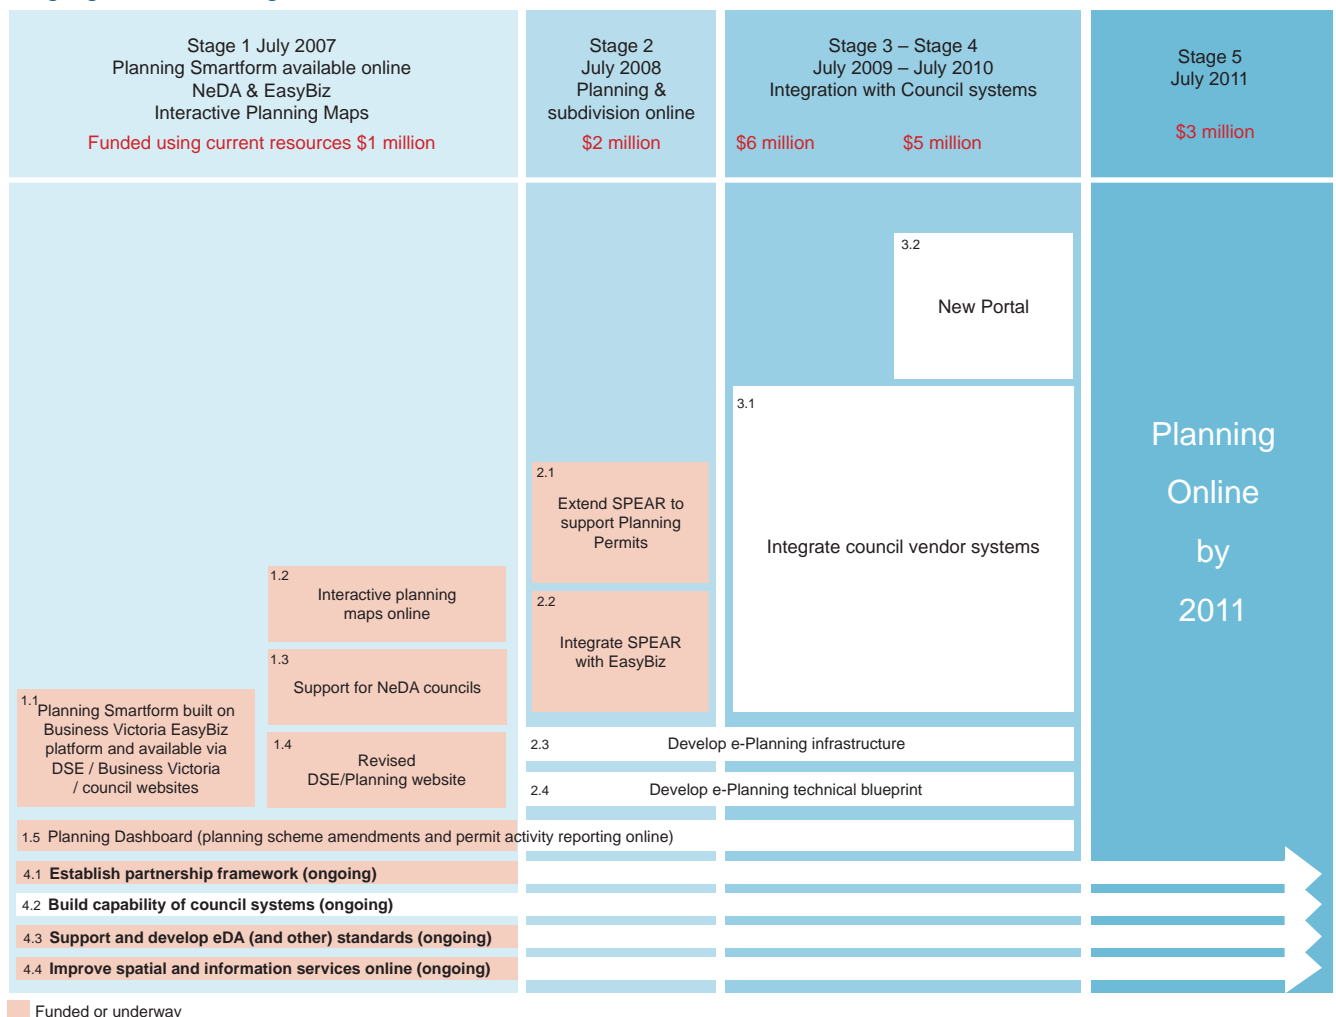 Stage 1 July 2007
Planning Smartform available online
NeDA & EasyBiz
Interactive Planning Maps
Funded using current resources $1 million
Stage 2
July 2008
Planning &
subdivision online
$2 million
Stage 3 – Stage 4
July 2009 – July 2010
Integration with Council systems
$6 million
$5 million
Stage 5
July 2011
$3 million
3.2
New Portal
3.1
Integrate council vendor systems
Planning
Online
by
2011
2.1
Extend SPEAR to
support Planning
Permits
2.2
Integrate SPEAR
with EasyBiz
1.2
Interactive planning
maps online
1.3
Support for NeDA councils
1.4
Revised
DSE/Planning website
1.1
Planning Smartform built on
Business Victoria EasyBiz
platform and available via
DSE / Business Victoria
/ council websites
2.3 Develop e-Planning infrastructure
2.4 Develop e-Planning technical blueprint
1.5 Planning Dashboard (planning scheme amendments and permit activity reporting online)
4.1 Establish partnership framework (ongoing)
4.2 Build capability of council systems (ongoing)
4.3 Support and develop eDA (and other) standards (ongoing)
4.4 Improve spatial and information services online (ongoing)
Funded or underway